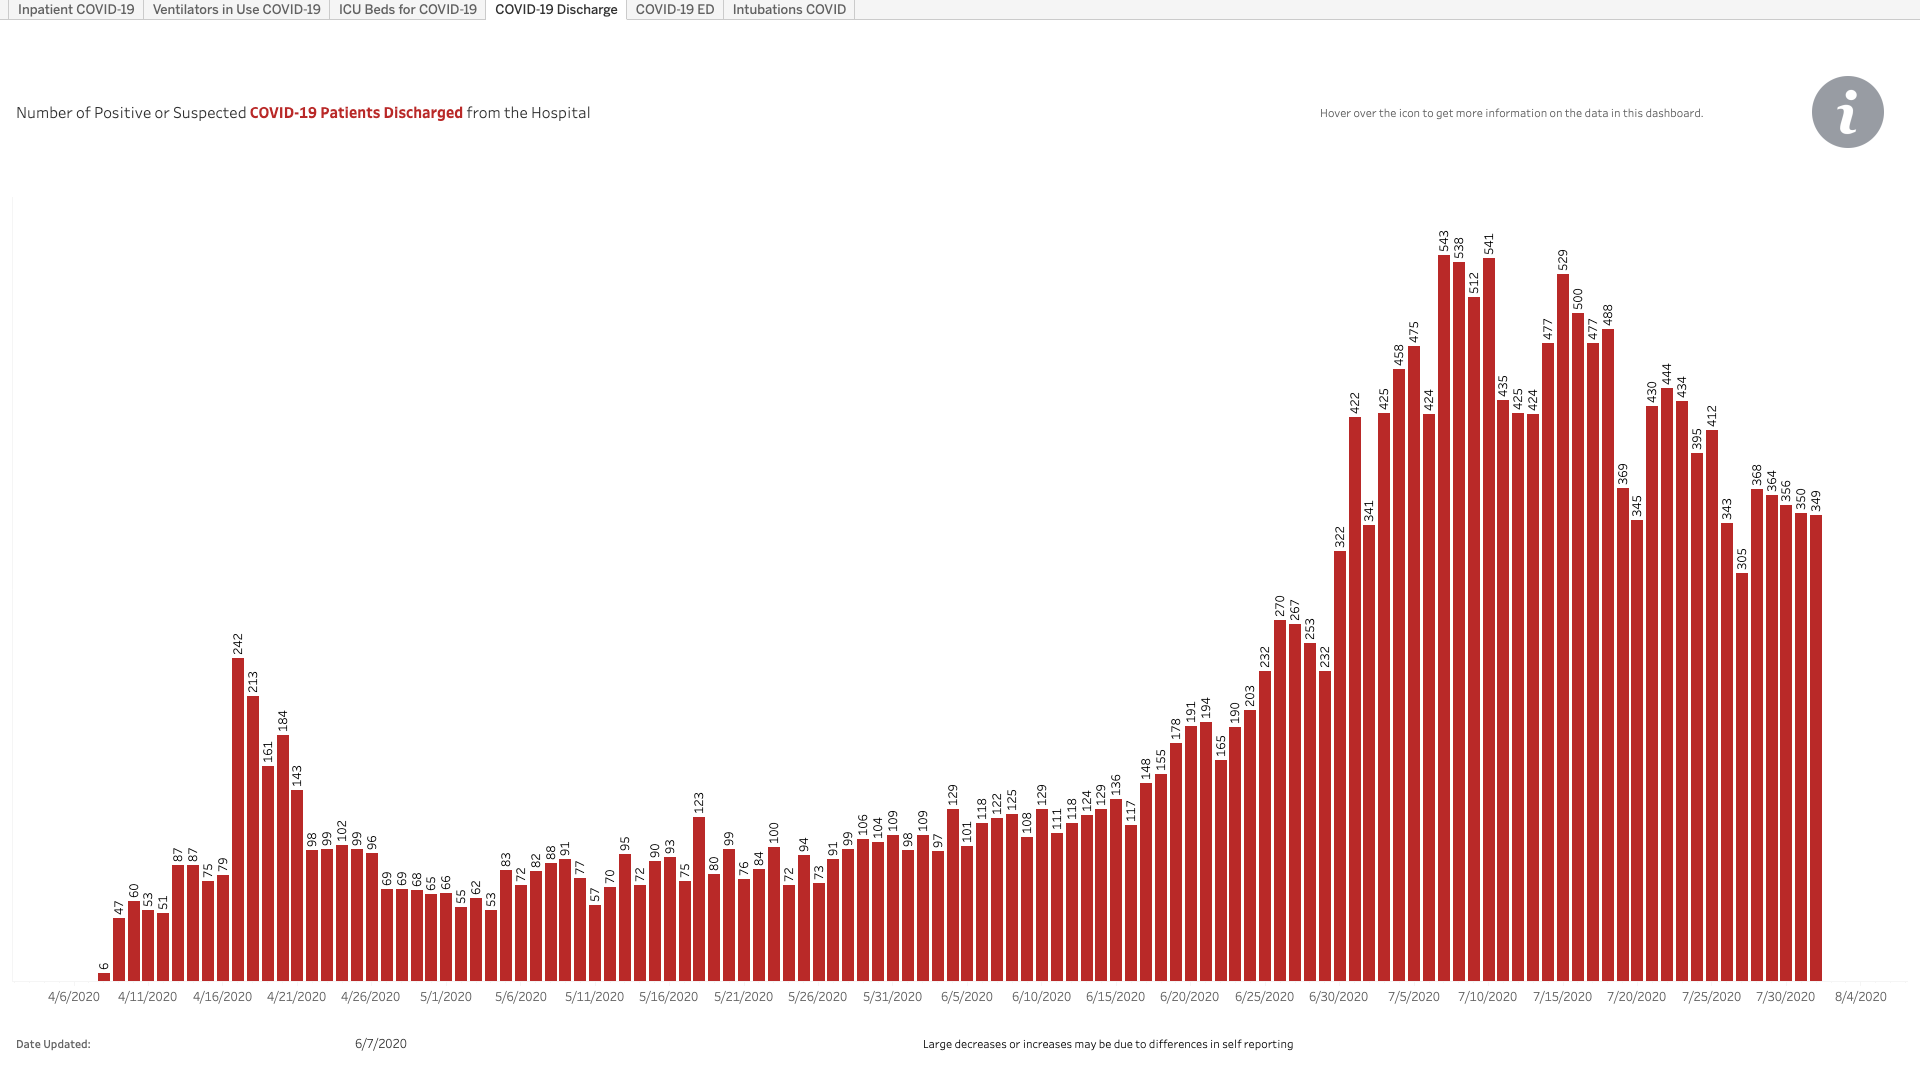 Inpatient COVID-19 Ventilators in Use COVID-19 ICU Beds for COVID-19 COVID-19 Discharge COVID-19 ED Intubations COVID
Number of Positive or Suspected COVID-19 Patients Discharged from the Hospital
Hover over the icon to get more information on the data in this dashboard.
i
6 47 60 53 51 87 87 75 79 242 213 161 184 143 98 99 102 99 96 69 69 68 65 66 55 62 53 83 72 82 88 91 77 57 70 95 72 90 93 75 123 80 99 76 84 100 72 94 73 91 99 106 104 109 98 109 97 129 101 118 122 125 108 129 111 118 124 129 136 117 148 155 178 191 194 165 190 203 232 270 267 253 232 322 422 341 425 458 475 424 543 538 512 541 435 425 424 477 529 500 477 488 369 345 430 444 434 395 412 343 305 368 364 356 350 349
4/6/2020 4/11/2020 4/16/2020 4/21/2020 4/26/2020 5/1/2020 5/6/2020 5/11/2020 5/16/2020 5/21/2020 5/26/2020 5/31/2020 6/5/2020 6/10/2020 6/15/2020 6/20/2020 6/25/2020 6/30/2020 7/5/2020 7/10/2020 7/15/2020 7/20/2020 7/25/2020 7/30/2020 8/4/2020
Date Updated: 6/7/2020
Large decreases or increases may be due to differences in self reporting